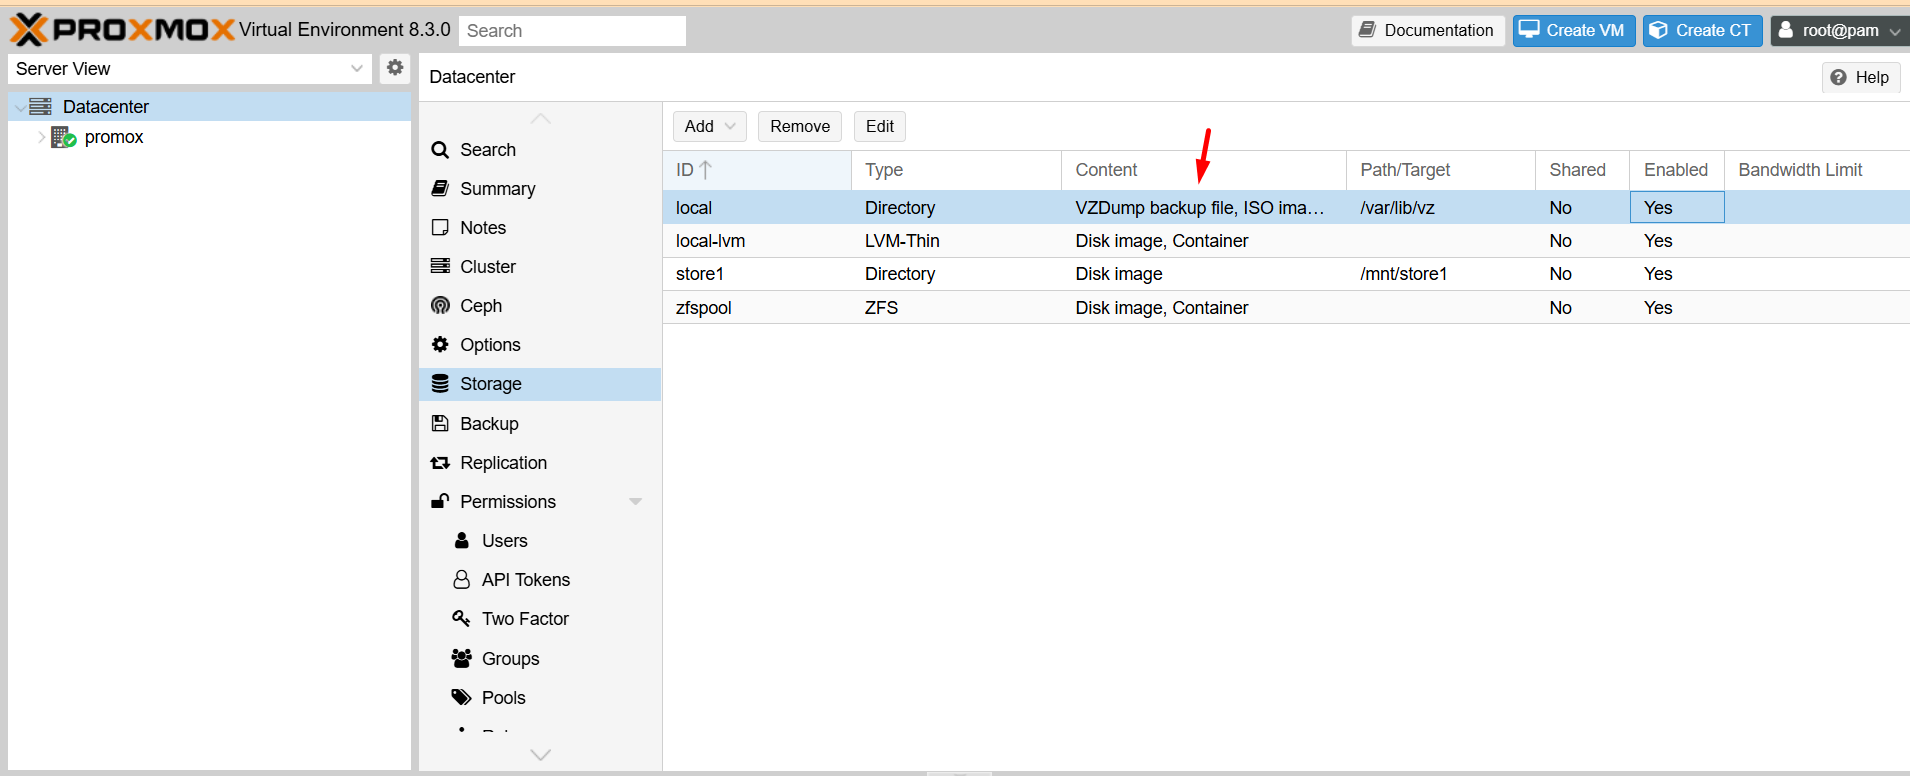 PROXMOX Virtual Environment 8.3.0 Search Documentation Create VM Create CT root@pam
Server View
Datacenter
promox
Datacenter Help
Search
Summary
Notes
Cluster
Ceph
Options
Storage
Backup
Replication
Permissions
Users
API Tokens
Two Factor
Groups
Pools
Add Remove Edit
ID Type Content Path/Target Shared Enabled Bandwidth Limit
local Directory VZDump backup file, ISO ima... /var/lib/vz No Yes
local-lvm LVM-Thin Disk image, Container No Yes
store1 Directory Disk image /mnt/store1 No Yes
zfspool ZFS Disk image, Container No Yes